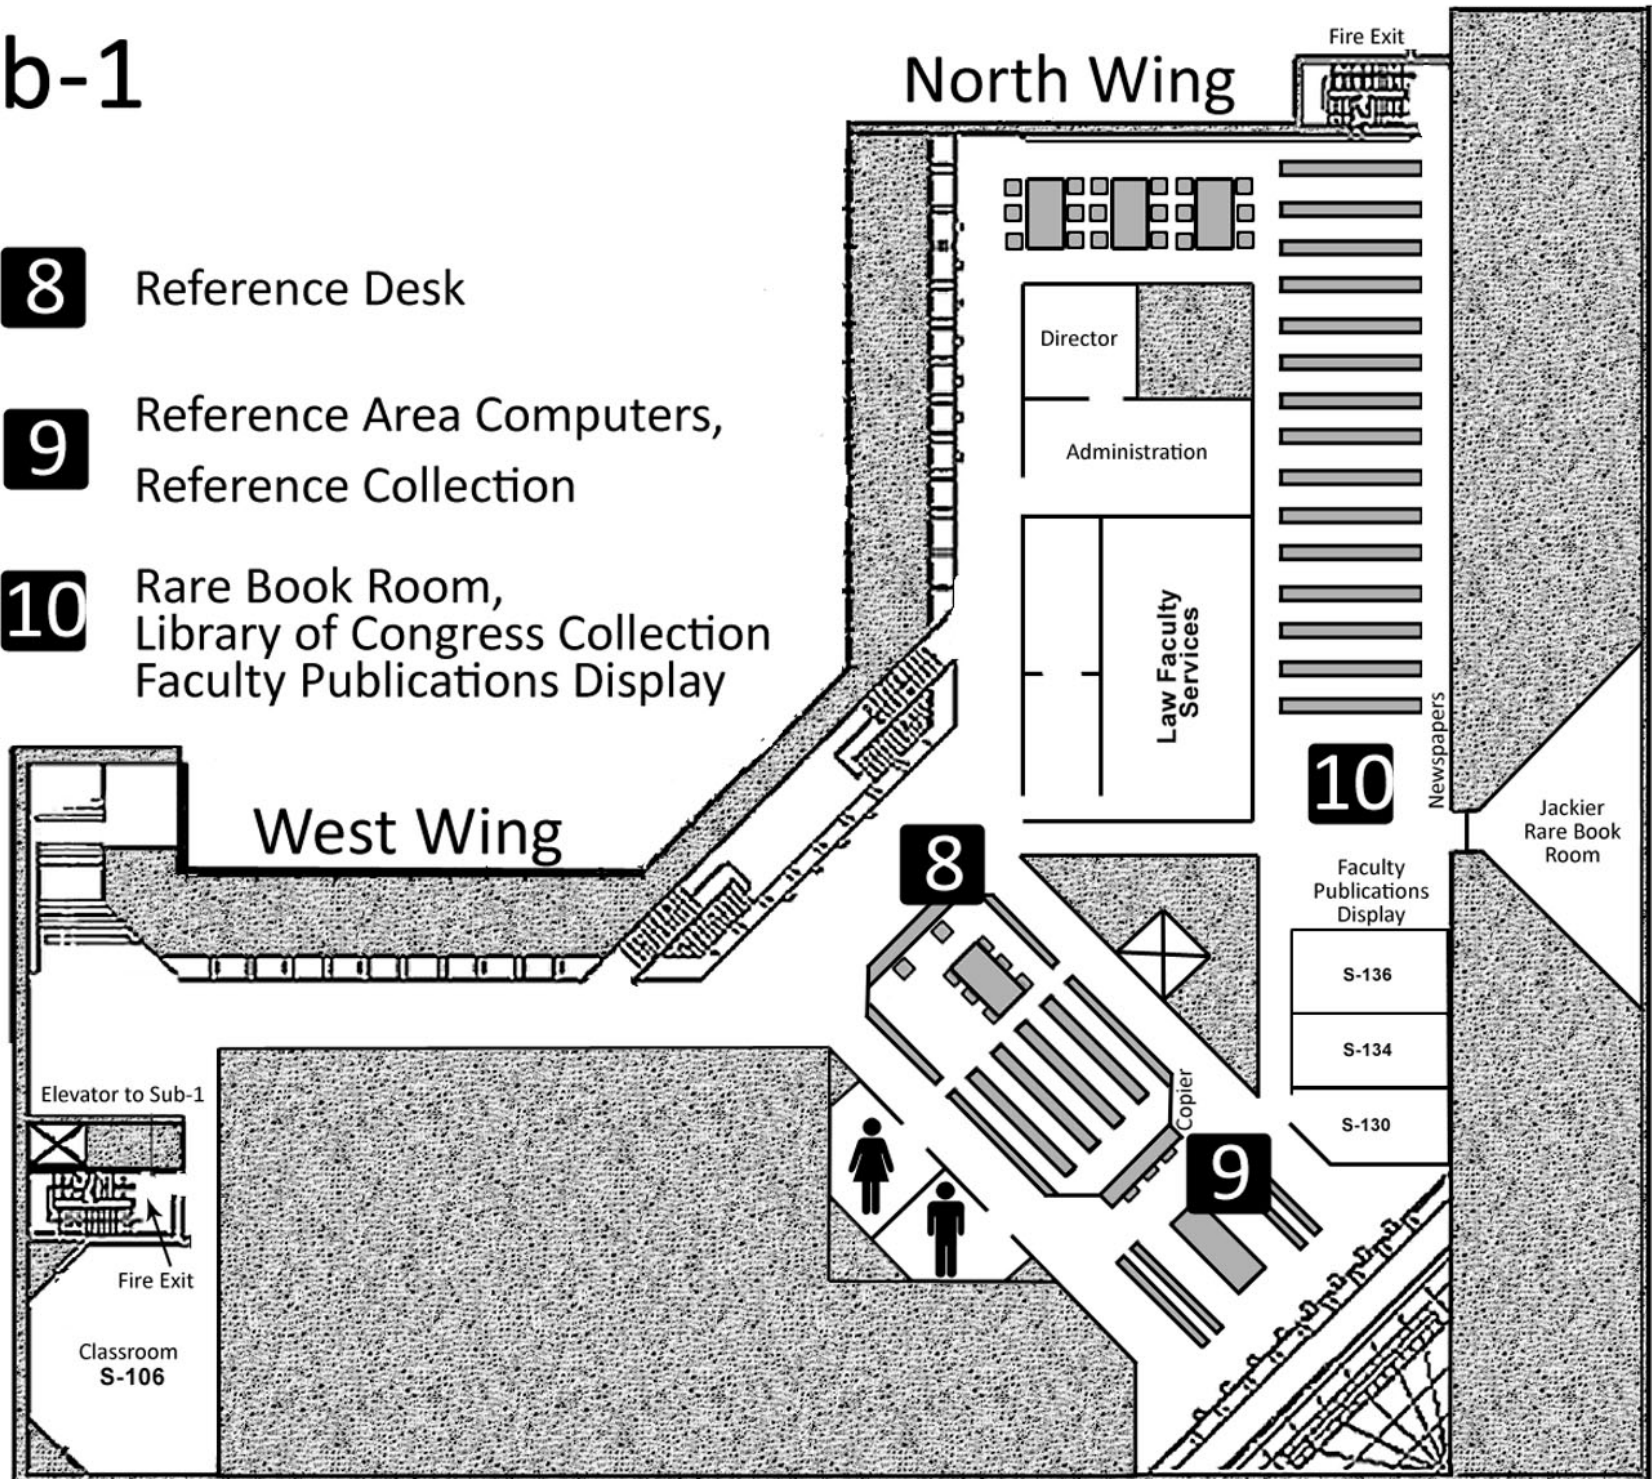 b-1
North Wing
Fire Exit
8 Reference Desk
9 Reference Area Computers,
Reference Collection
10 Rare Book Room,
Library of Congress Collection
Faculty Publications Display
Director
Administration
Law Faculty
Services
Newspapers
10
West Wing
8
Jackier
Rare Book
Room
Faculty
Publications
Display
S-136
S-134
S-130
Copier
9
Elevator to Sub-1
Fire Exit
Classroom
S-106